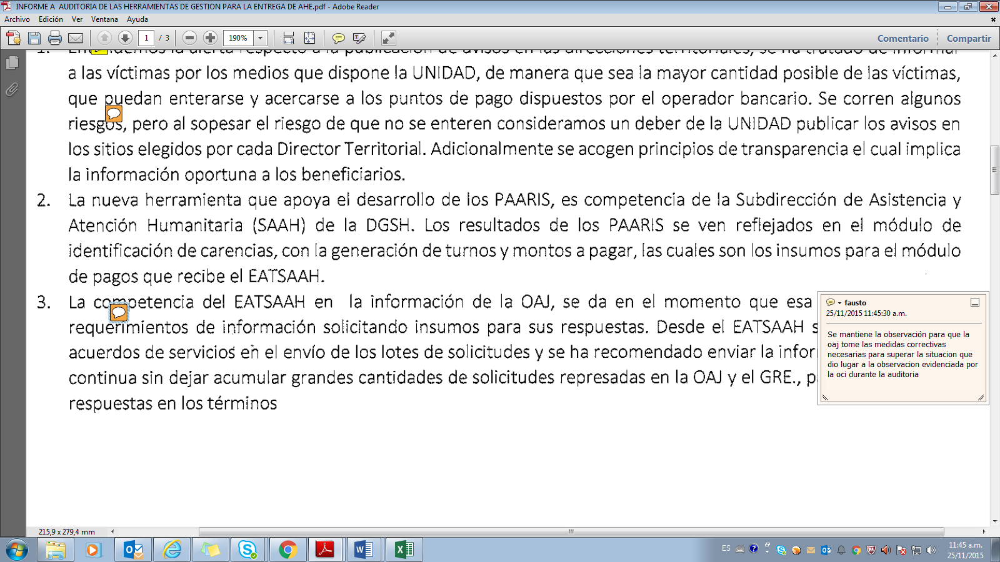 INFORME A  AUDITORIA DE LAS HERRAMIENTAS DE GESTION PARA LA ENTREGA DE AHE.pdf - Adobe Reader
Archivo Edición Ver Ventana Ayuda
1 / 3 190% Comentario Compartir
a las víctimas por los medios que dispone la UNIDAD, de manera que sea la mayor cantidad posible de las víctimas,
que puedan enterarse y acercarse a los puntos de pago dispuestos por el operador bancario. Se corren algunos
riesgos, pero al sopesar el riesgo de que no se enteren consideramos un deber de la UNIDAD publicar los avisos en
los sitios elegidos por cada Director Territorial. Adicionalmente se acogen principios de transparencia el cual implica
la información oportuna a los beneficiarios.
2. La nueva herramienta que apoya el desarrollo de los PAARIS, es competencia de la Subdirección de Asistencia y
Atención Humanitaria (SAAH) de la DGSH. Los resultados de los PAARIS se ven reflejados en el módulo de
identificación de carencias, con la generación de turnos y montos a pagar, las cuales son los insumos para el módulo
de pagos que recibe el EATSAAH.
3. La competencia del EATSAAH en la información de la OAJ, se da en el momento que esa
requerimientos de información solicitando insumos para sus respuestas. Desde el EATSAAH s
acuerdos de servicios en el envío de los lotes de solicitudes y se ha recomendado enviar la infor
continua sin dejar acumular grandes cantidades de solicitudes represadas en la OAJ y el GRE., p
respuestas en los términos
fausto
25/11/2015 11:45:30 a.m.
Se mantiene la observación para que la
oaj tome las medidas correctivas
necesarias para superar la situacion que
dio lugar a la observacion evidenciada por
la oci durante la auditoria
215,9 x 279,4 mm
ES
11:45 a.m.
25/11/2015